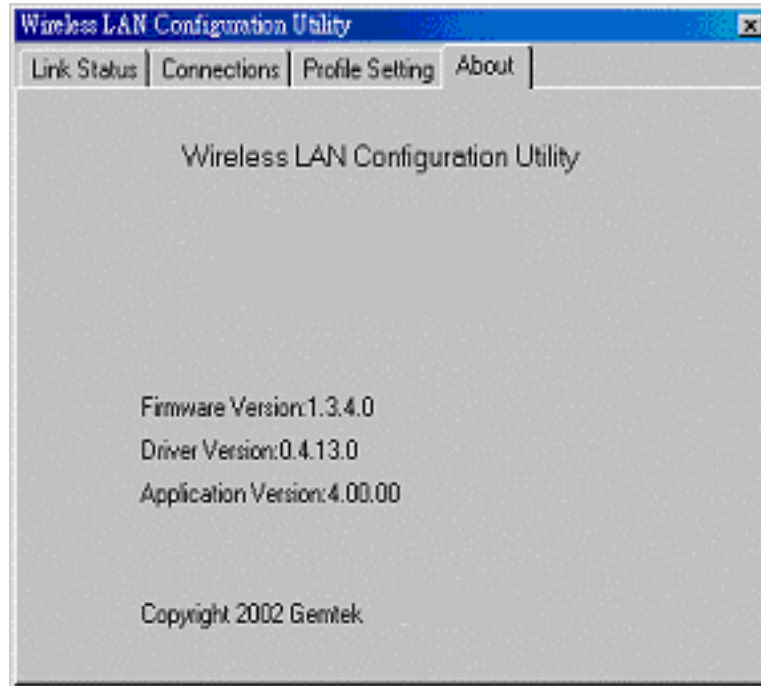 Wireless LAN Configuration Utility
Link Status Connections Profile Setting About
Wireless LAN Configuration Utility
Firmware Version:1.3.4.0
Driver Version:0.4.13.0
Application Version:4.00.00
Copyright 2002 Gemtek